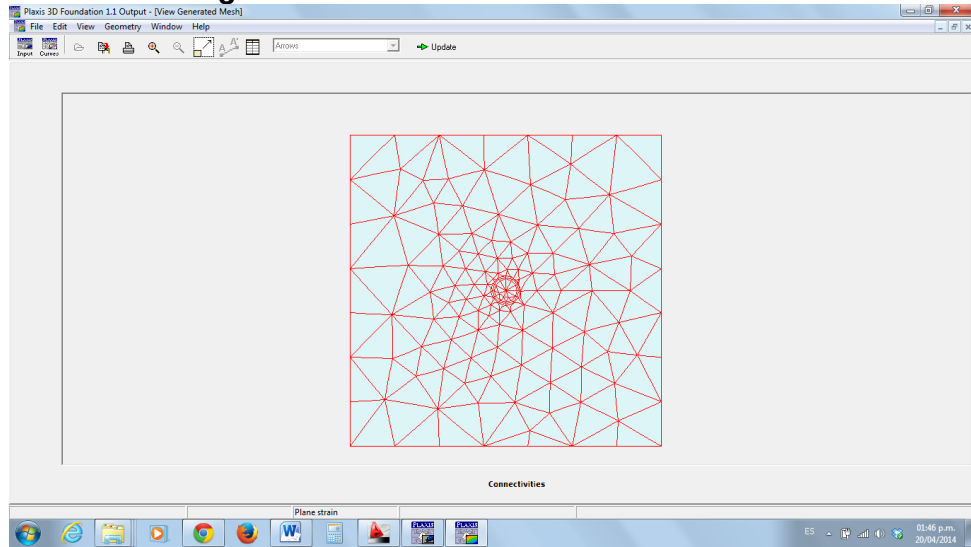 Plaxis 3D Foundation 1.1 Output - [View Generated Mesh]
File Edit View Geometry Window Help
Input Curves Arrows Update
Connectivities
Plane strain
ES 01:46 p.m.
20/04/2014